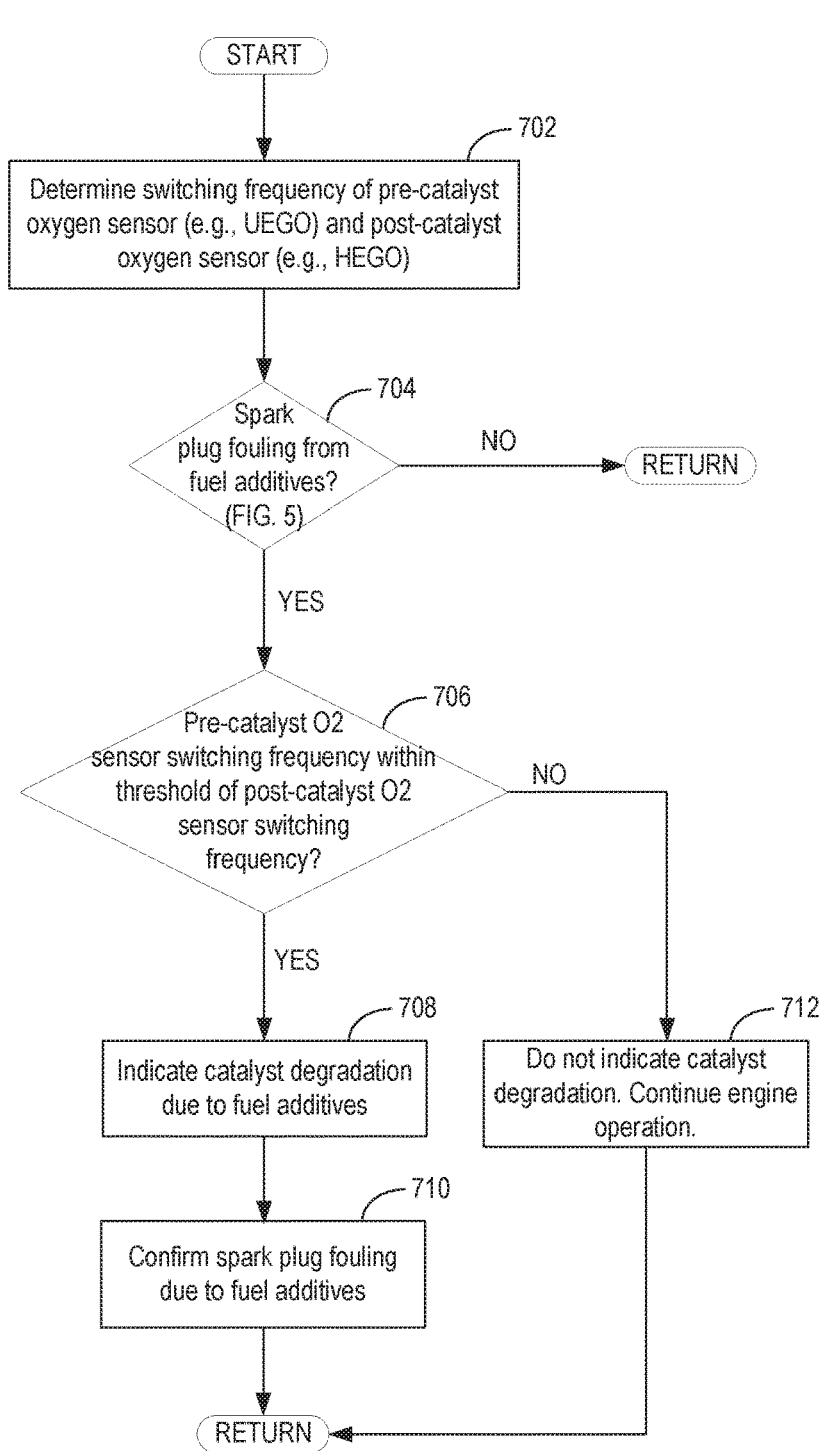 START
702
Determine switching frequency of pre-catalyst
oxygen sensor (e.g., UEGO) and post-catalyst
oxygen sensor (e.g., HEGO)
704
Spark
plug fouling from
fuel additives?
(FIG. 5)
NO
RETURN
YES
706
Pre-catalyst O2
sensor switching frequency within
threshold of post-catalyst O2
sensor switching
frequency?
NO
YES
708
Indicate catalyst degradation
due to fuel additives
712
Do not indicate catalyst
degradation. Continue engine
operation.
710
Confirm spark plug fouling
due to fuel additives
RETURN